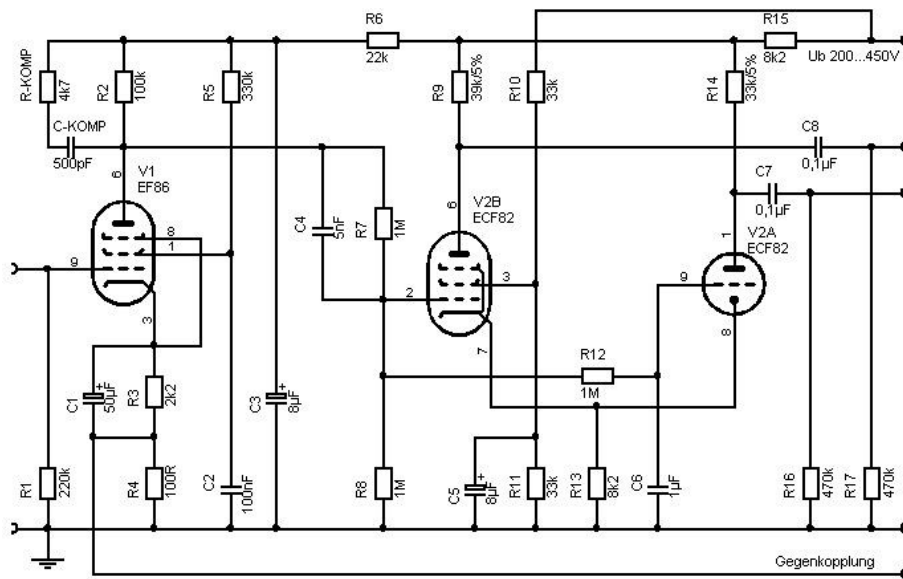 R6
22k
R15
8k2
Ub 200...450V
R-KOMP
4k7
R2
100k
R5
330k
R9
39k/5%
R10
33k
R14
33k/5%
C-KOMP
500pF
C8
0,1µF
6
V1
EF86
8
1
9
3
C4
5nF
R7
1M
6
V2B
ECF82
3
2
7
C7
0,1µF
1
V2A
ECF82
9
8
R12
1M
C1
50µF
+
R3
2k2
C3
8µF
+
R1
220k
R4
100R
C2
100nF
R8
1M
C5
8µF
+
R11
33k
R13
8k2
C6
1µF
R16
470k
R17
470k
Gegenkopplung